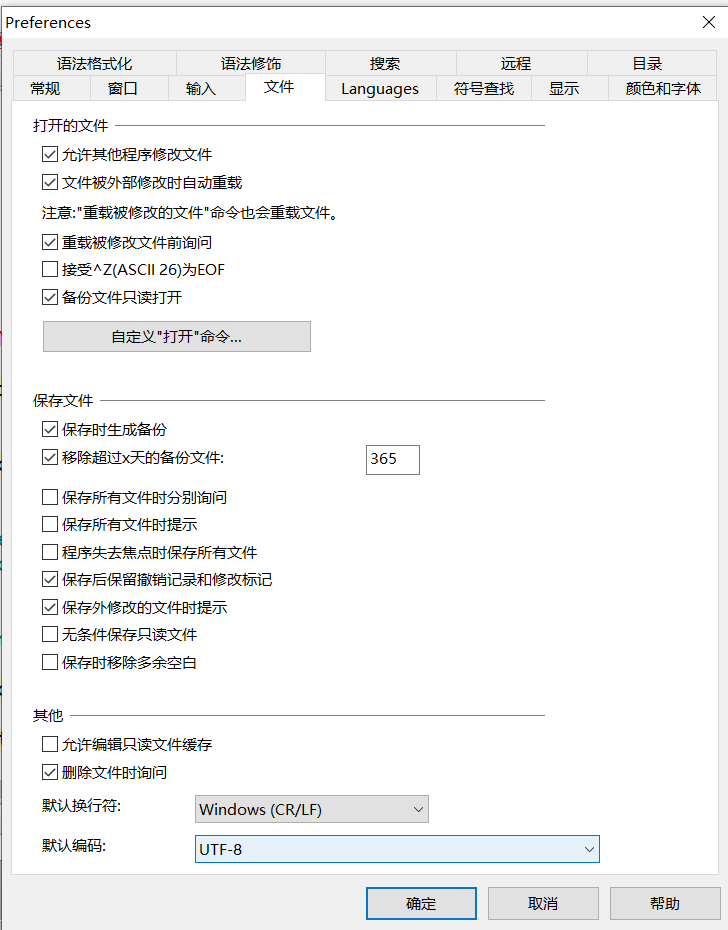 Preferences
语法格式化 语法修饰 搜索 远程 目录
常规 窗口 输入 文件 Languages 符号查找 显示 颜色和字体
打开的文件
允许其他程序修改文件
文件被外部修改时自动重载
注意:"重载被修改的文件"命令也会重载文件。
重载被修改文件前询问
接受^Z(ASCII 26)为EOF
备份文件只读打开
自定义"打开"命令...
保存文件
保存时生成备份
移除超过x天的备份文件: 365
保存所有文件时分别询问
保存所有文件时提示
程序失去焦点时保存所有文件
保存后保留撤销记录和修改标记
保存外修改的文件时提示
无条件保存只读文件
保存时移除多余空白
其他
允许编辑只读文件缓存
删除文件时询问
默认换行符: Windows (CR/LF)
默认编码: UTF-8
确定 取消 帮助